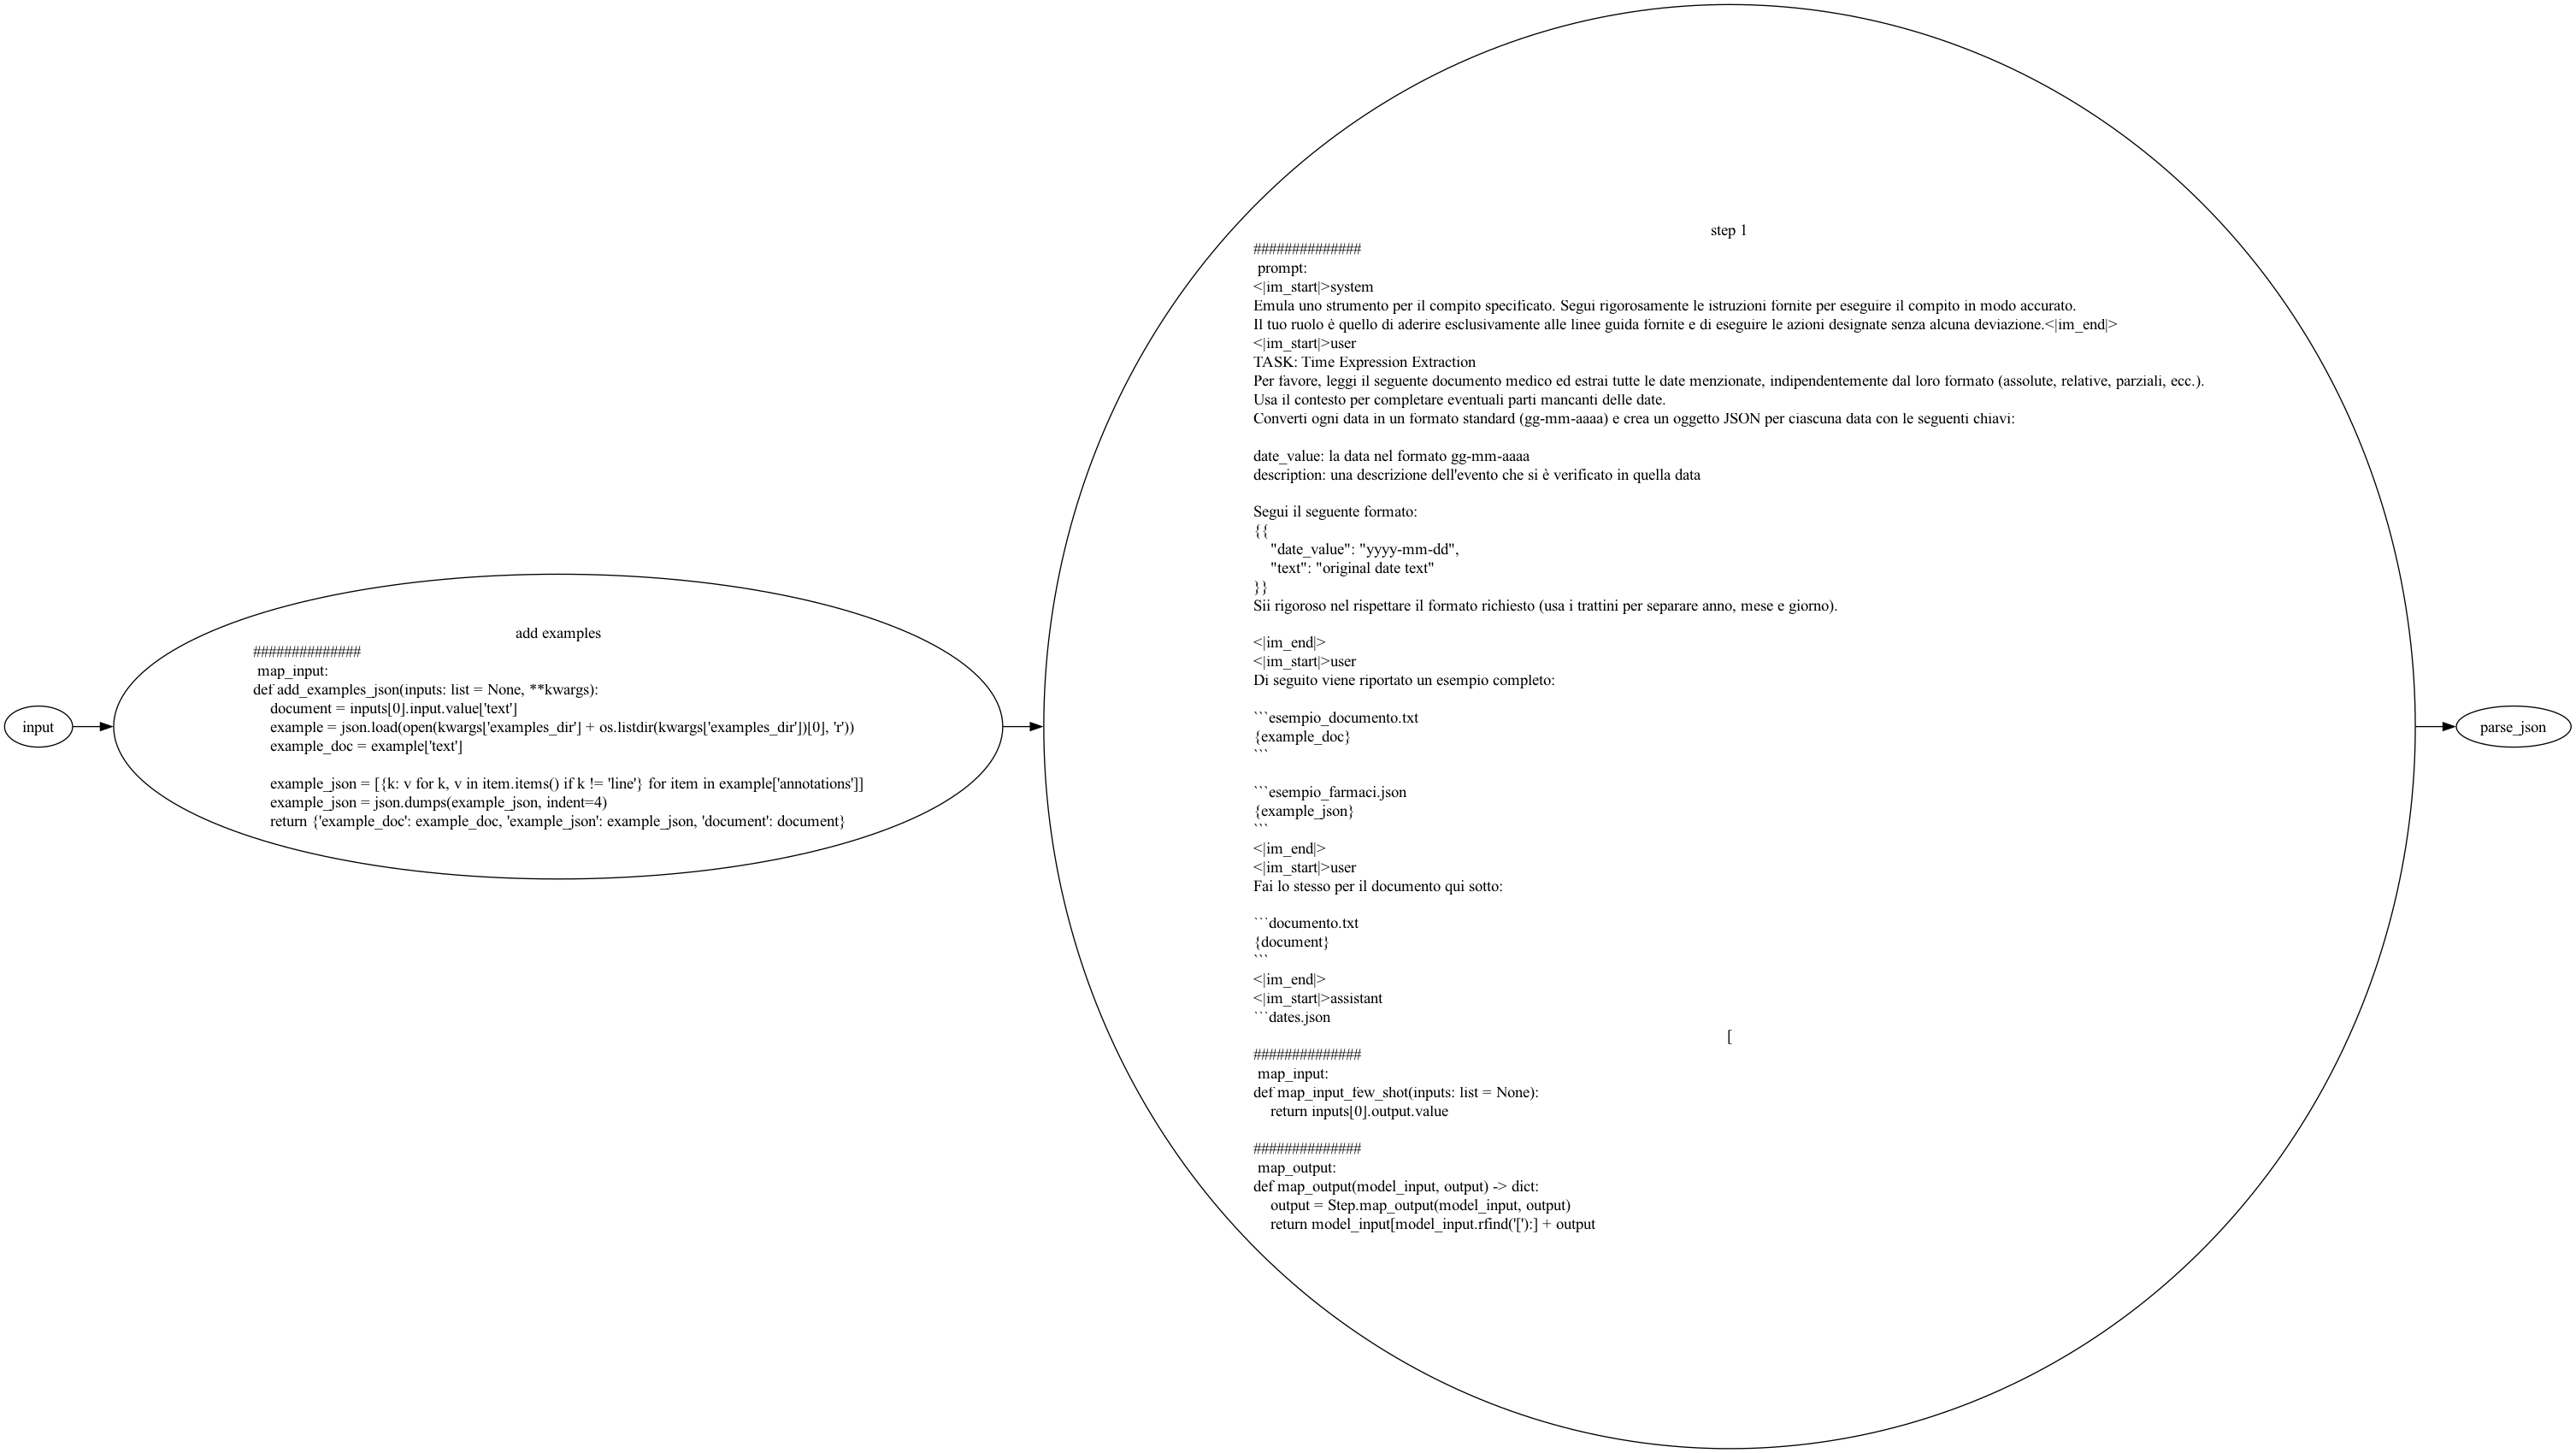 input
add examples
##############
 map_input:
def add_examples_json(inputs: list = None, **kwargs):
    document = inputs[0].input.value['text']
    example = json.load(open(kwargs['examples_dir'] + os.listdir(kwargs['examples_dir'])[0], 'r'))
    example_doc = example['text']

    example_json = [{k: v for k, v in item.items() if k != 'line'} for item in example['annotations']]
    example_json = json.dumps(example_json, indent=4)
    return {'example_doc': example_doc, 'example_json': example_json, 'document': document}
step 1
##############
 prompt:
<|im_start|>system
Emula uno strumento per il compito specificato. Segui rigorosamente le istruzioni fornite per eseguire il compito in modo accurato.
Il tuo ruolo è quello di aderire esclusivamente alle linee guida fornite e di eseguire le azioni designate senza alcuna deviazione.<|im_end|>
<|im_start|>user
TASK: Time Expression Extraction
Per favore, leggi il seguente documento medico ed estrai tutte le date menzionate, indipendentemente dal loro formato (assolute, relative, parziali, ecc.).
Usa il contesto per completare eventuali parti mancanti delle date.
Converti ogni data in un formato standard (gg-mm-aaaa) e crea un oggetto JSON per ciascuna data con le seguenti chiavi:

date_value: la data nel formato gg-mm-aaaa
description: una descrizione dell'evento che si è verificato in quella data

Segui il seguente formato:
{{
    "date_value": "yyyy-mm-dd",
    "text": "original date text"
}}
Sii rigoroso nel rispettare il formato richiesto (usa i trattini per separare anno, mese e giorno).

<|im_end|>
<|im_start|>user
Di seguito viene riportato un esempio completo:

```esempio_documento.txt
{example_doc}
```

```esempio_farmaci.json
{example_json}
```
<|im_end|>
<|im_start|>user
Fai lo stesso per il documento qui sotto:

```documento.txt
{document}
```
<|im_end|>
<|im_start|>assistant
```dates.json
[
##############
 map_input:
def map_input_few_shot(inputs: list = None):
    return inputs[0].output.value

##############
 map_output:
def map_output(model_input, output) -> dict:
    output = Step.map_output(model_input, output)
    return model_input[model_input.rfind('['):] + output
parse_json